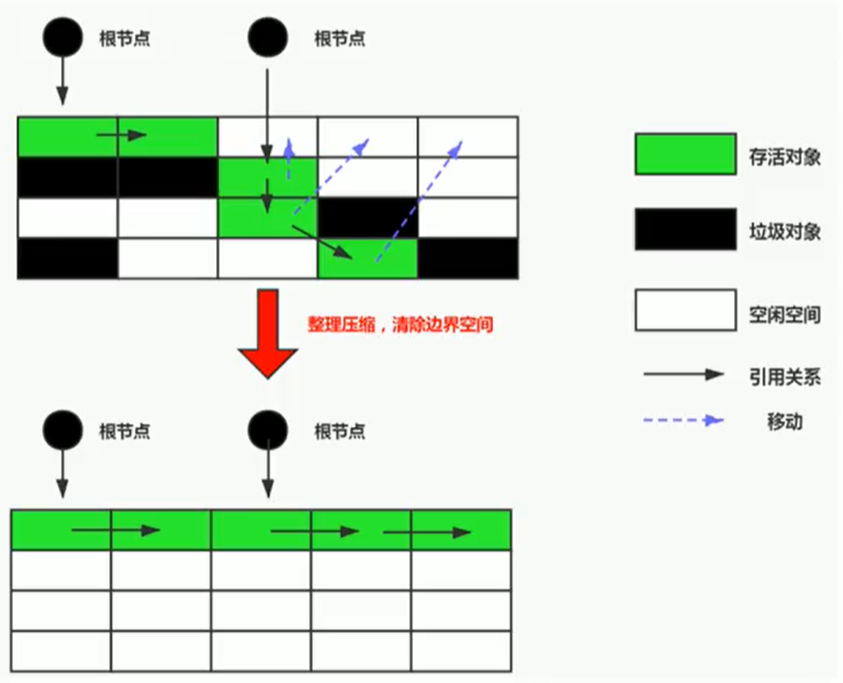 根节点
根节点
存活对象
垃圾对象
空闲空间
整理压缩，清除边界空间
引用关系
移动
根节点
根节点